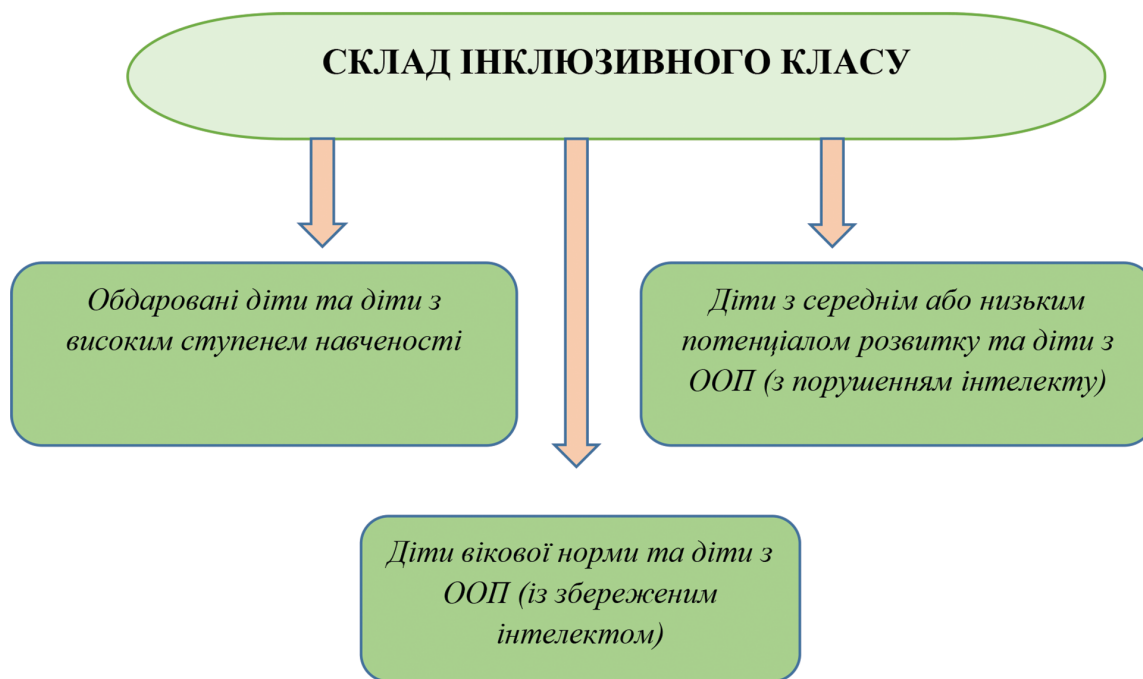 СКЛАД ІНКЛЮЗИВНОГО КЛАСУ
Обдаровані діти та діти з
високим ступенем навченості
Діти з середнім або низьким
потенціалом розвитку та діти з
ООП (з порушенням інтелекту)
Діти вікової норми та діти з
ООП (із збереженим
інтелектом)